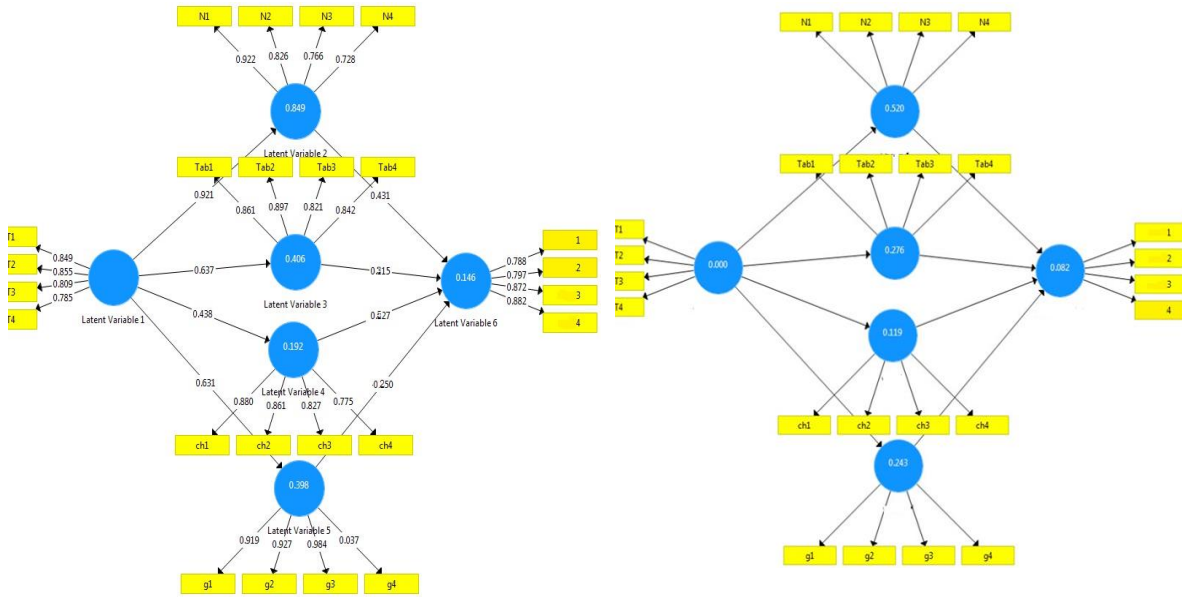 N1 N2 N3 N4
0.922 0.826 0.766 0.728
0.849
Latent Variable 2
Tab1 Tab2 Tab3 Tab4
0.921 0.861 0.897 0.821 0.842 0.431
T1
T2
T3
T4
0.849
0.855
0.809
0.785
Latent Variable 1
0.637
0.406
Latent Variable 3
0.146
Latent Variable 6
0.788
0.797
0.872
0.882
1
2
3
4
0.438
0.192
Latent Variable 4
0.631
0.880 0.861 0.827 0.775
ch1 ch2 ch3 ch4
0.398
Latent Variable 5
0.919 0.927 0.984 0.037
g1 g2 g3 g4
N1 N2 N3 N4
0.520
Tab1 Tab2 Tab3 Tab4
T1
T2
T3
T4
0.000
0.276
0.082
1
2
3
4
0.119
ch1 ch2 ch3 ch4
0.243
g1 g2 g3 g4